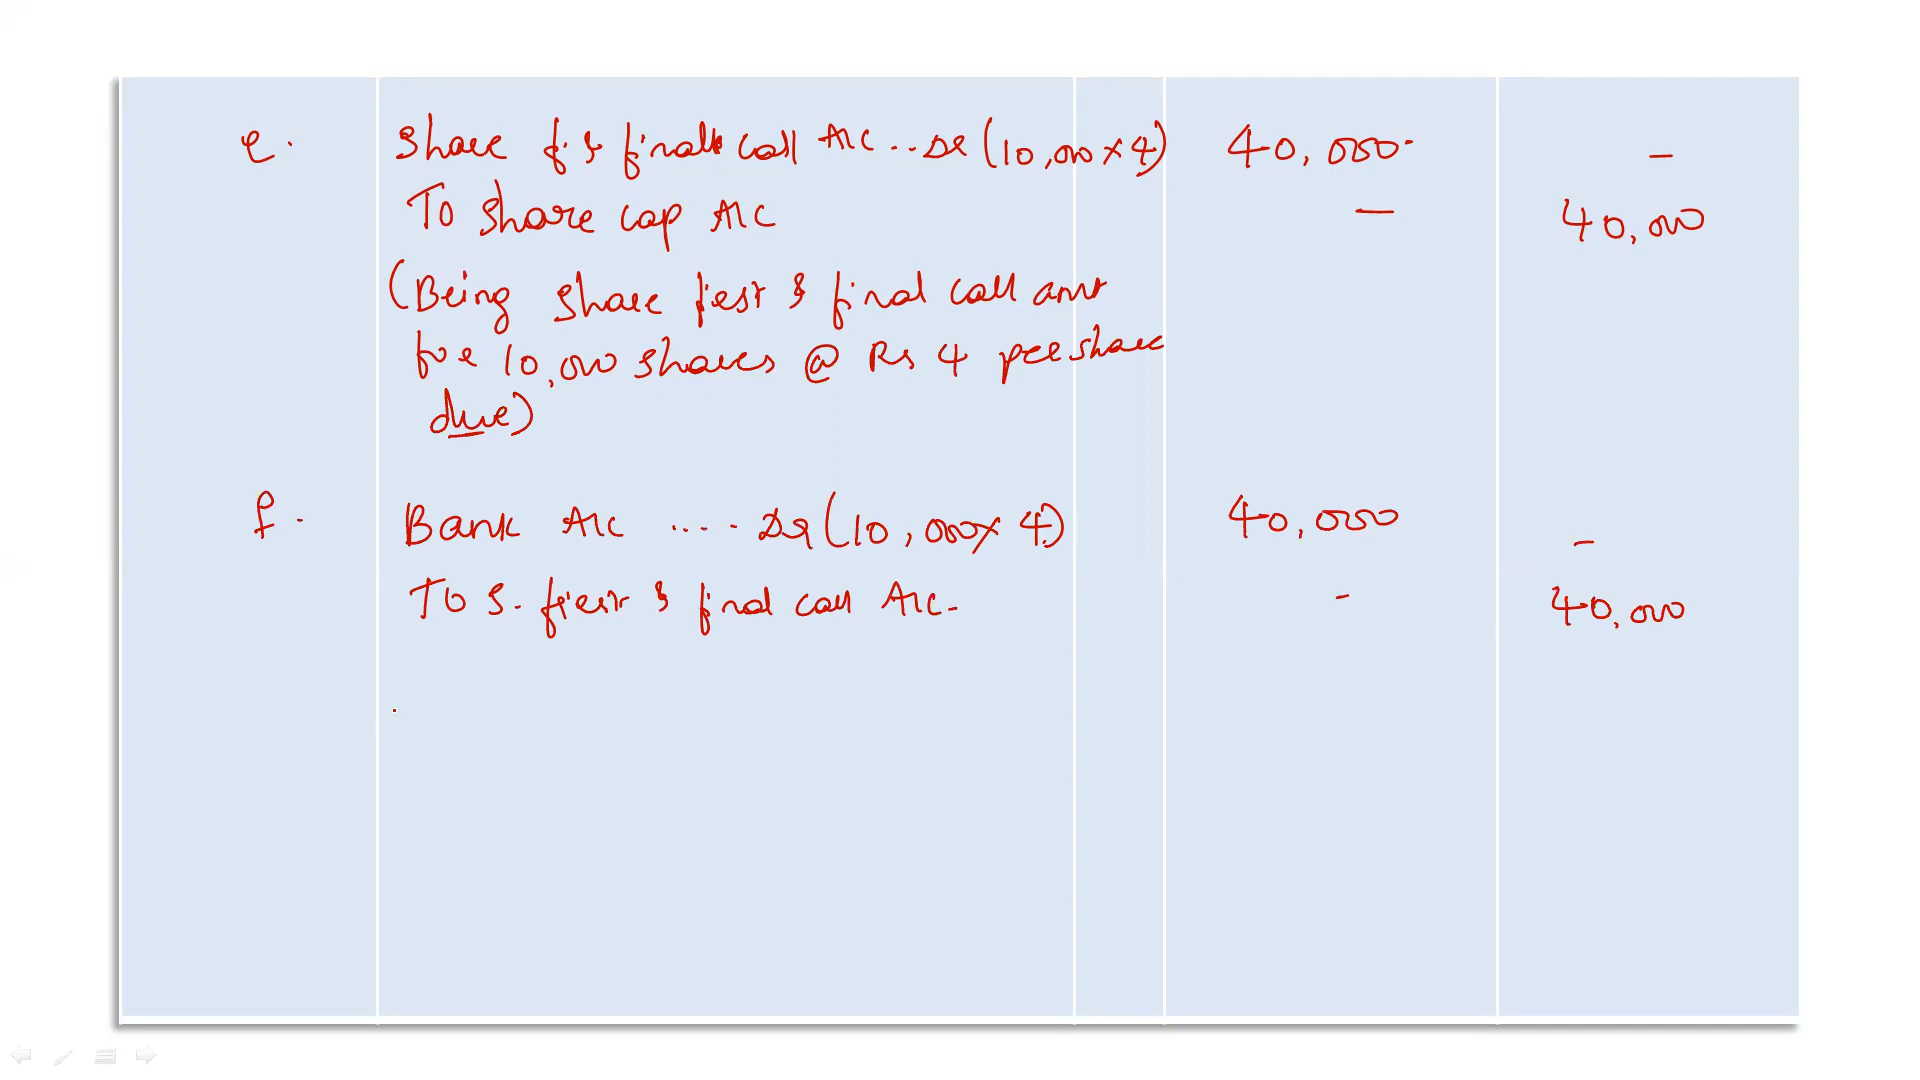 e. Share f & final call A/C ..Dr (10,000 × 4) 40,000 -
To Share cap A/C - 40,000
(Being share first & final call amt
for 10,000 shares @ Rs 4 per share
due)
f. Bank A/C .... Dr (10,000 × 4) 40,000 -
To S. first & final call A/C - 40,000